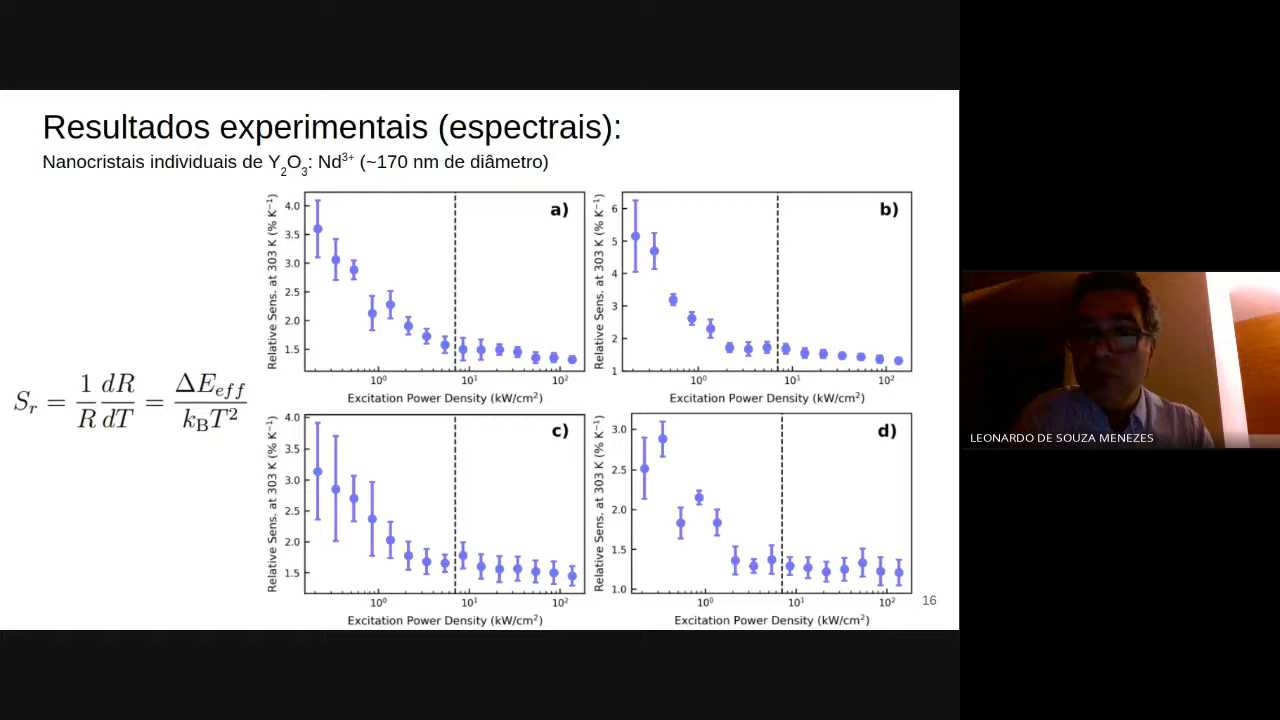 Resultados experimentais (espectrais):
Nanocristais individuais de Y₂O₃: Nd³⁺ (~170 nm de diâmetro)
S_r = 1/R dR/dT = ΔE_eff / k_B T²
a)
Relative Sens. at 303 K (% K⁻¹)
4.0
3.5
3.0
2.5
2.0
1.5
10⁰ 10¹ 10²
Excitation Power Density (kW/cm²)
b)
Relative Sens. at 303 K (% K⁻¹)
6
5
4
3
2
1
10⁰ 10¹ 10²
Excitation Power Density (kW/cm²)
c)
Relative Sens. at 303 K (% K⁻¹)
4.0
3.5
3.0
2.5
2.0
1.5
10⁰ 10¹ 10²
Excitation Power Density (kW/cm²)
d)
Relative Sens. at 303 K (% K⁻¹)
3.0
2.5
2.0
1.5
1.0
10⁰ 10¹ 10²
Excitation Power Density (kW/cm²)
16
LEONARDO DE SOUZA MENEZES